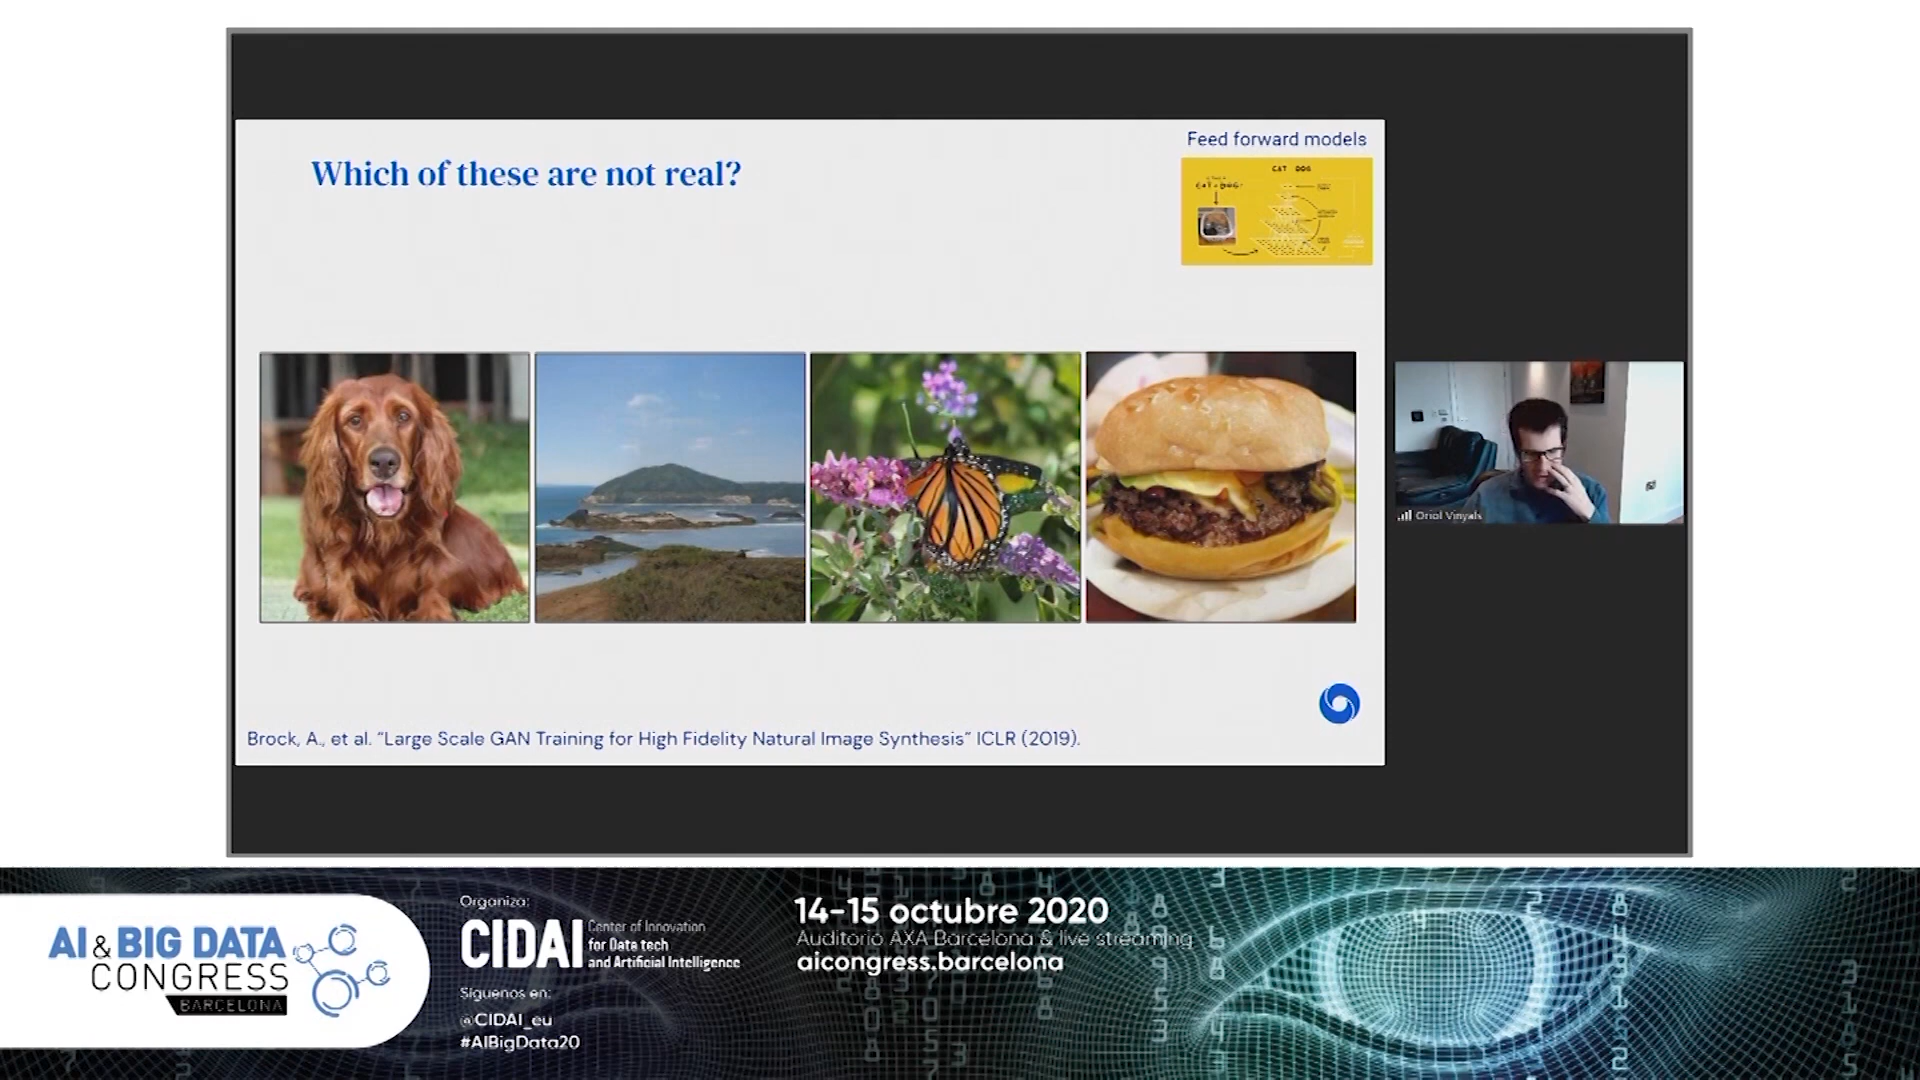 Feed forward models
Which of these are not real?
CAT DOG
Oriol Vinyals
Brock, A., et al. “Large Scale GAN Training for High Fidelity Natural Image Synthesis” ICLR (2019).
AI & BIG DATA
CONGRESS
BARCELONA
Organiza:
CIDAI
Center of Innovation
for Data tech
and Artificial Intelligence
Síguenos en:
@CIDAI_eu
#AIBigData20
14-15 octubre 2020
Auditorio AXA Barcelona & live streaming
aicongress.barcelona